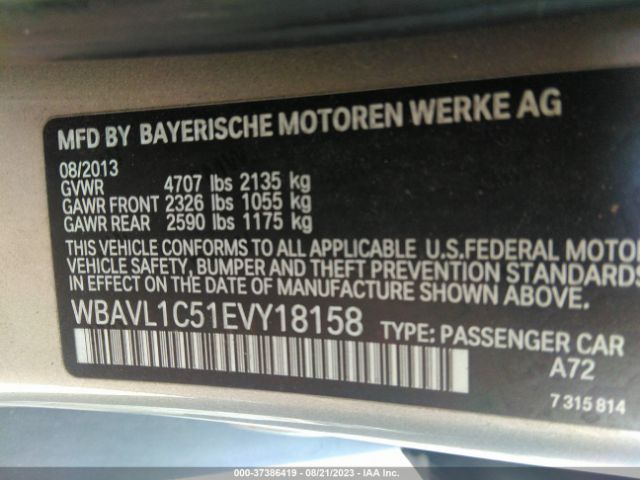 MFD BY BAYERISCHE MOTOREN WERKE AG
08/2013
GVWR 4707 lbs 2135 kg
GAWR FRONT 2326 lbs 1055 kg
GAWR REAR 2590 lbs 1175 kg
THIS VEHICLE CONFORMS TO ALL APPLICABLE U.S.FEDERAL MOTOR
VEHICLE SAFETY, BUMPER AND THEFT PREVENTION STANDARDS
IN EFFECT ON THE DATE OF MANUFACTURE SHOWN ABOVE.
WBAVL1C51EVY18158 TYPE: PASSENGER CAR
A72
7 315 814
000-37386419 - 08/21/2023 - IAA Inc.